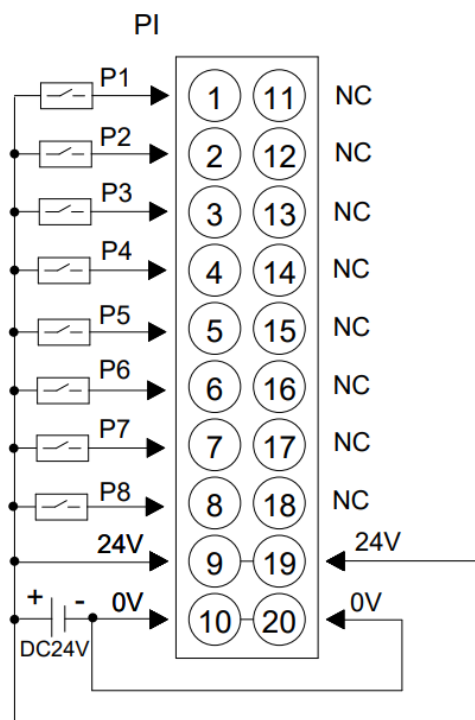 PI
P1 1 11 NC
P2 2 12 NC
P3 3 13 NC
P4 4 14 NC
P5 5 15 NC
P6 6 16 NC
P7 7 17 NC
P8 8 18 NC
24V 9 19 24V
+ - 0V 10 20 0V
DC24V